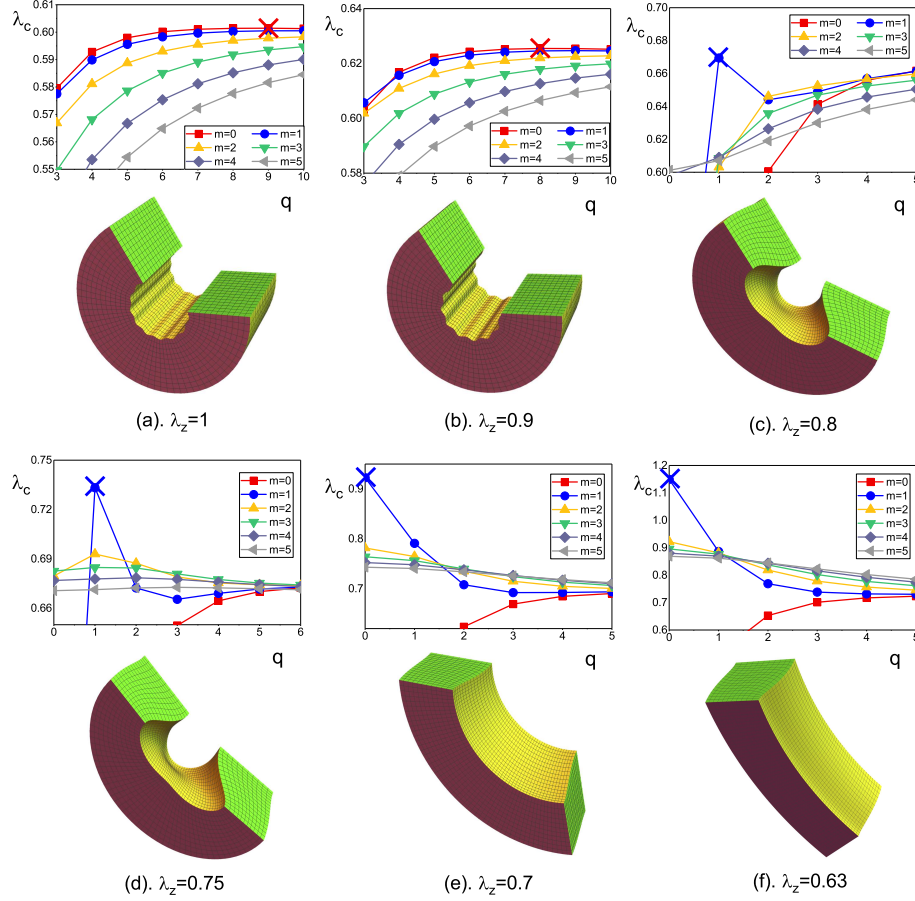 λc
0.60
0.59
0.58
0.57
0.56
0.55
3 4 5 6 7 8 9 10
m=0 m=1
m=2 m=3
m=4 m=5
q
(a). λz=1
λc
0.64
0.62
0.60
0.58
3 4 5 6 7 8 9 10
m=0 m=1
m=2 m=3
m=4 m=5
q
(b). λz=0.9
λc
0.70
0.68
0.66
0.64
0.62
0.60
0 1 2 3 4 5
m=0 m=1
m=2 m=3
m=4 m=5
q
(c). λz=0.8
λc
0.75
0.72
0.69
0.66
0 1 2 3 4 5 6
m=0
m=1
m=2
m=3
m=4
m=5
q
(d). λz=0.75
λc
0.9
0.8
0.7
0 1 2 3 4 5
m=0
m=1
m=2
m=3
m=4
m=5
q
(e). λz=0.7
λc
1.2
1.1
1.0
0.9
0.8
0.7
0.6
0 1 2 3 4 5
m=0
m=1
m=2
m=3
m=4
m=5
q
(f). λz=0.63